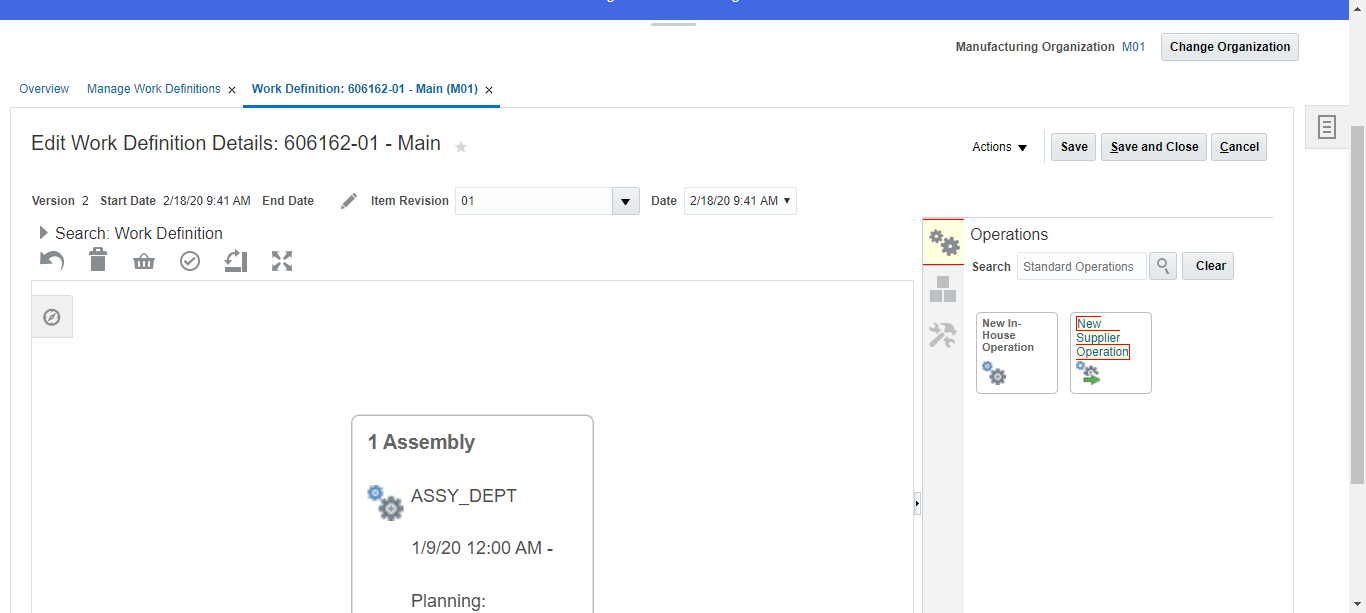 Manufacturing Organization M01 Change Organization
Overview Manage Work Definitions × Work Definition: 606162-01 - Main (M01) ×
Edit Work Definition Details: 606162-01 - Main
Actions Save Save and Close Cancel
Version 2 Start Date 2/18/20 9:41 AM End Date Item Revision 01 Date 2/18/20 9:41 AM
Search: Work Definition
Operations
Search Standard Operations Clear
New In-
House
Operation
New
Supplier
Operation
1 Assembly
ASSY_DEPT
1/9/20 12:00 AM -
Planning: